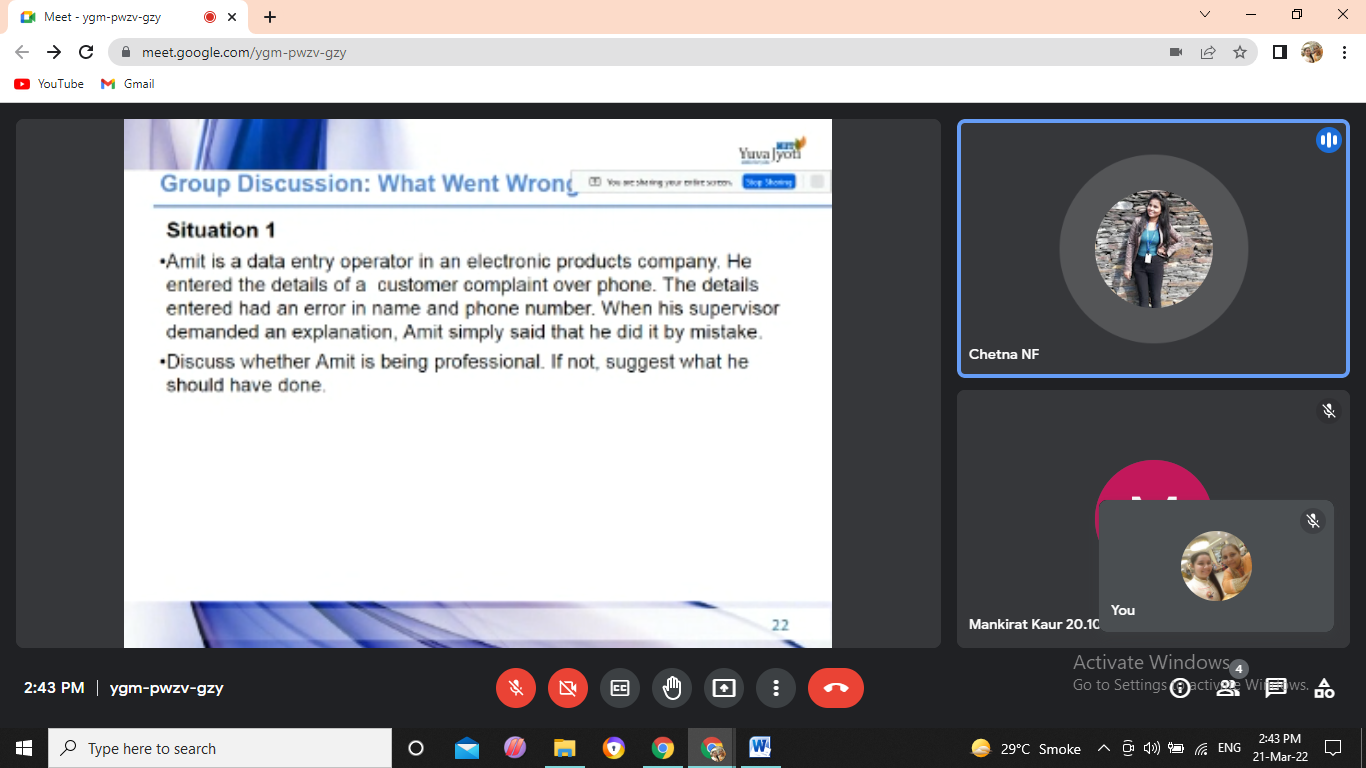 Meet - ygm-pwzv-gzy
meet.google.com/ygm-pwzv-gzy
YouTube
Gmail
Yuva Jyoti
Group Discussion: What Went Wrong
You are sharing your entire screen.
Stop Sharing
Situation 1
•Amit is a data entry operator in an electronic products company. He
entered the details of a customer complaint over phone. The details
entered had an error in name and phone number. When his supervisor
demanded an explanation, Amit simply said that he did it by mistake.
•Discuss whether Amit is being professional. If not, suggest what he
should have done.
22
Chetna NF
Mankirat Kaur 20.10
You
Activate Windows
Go to Settings to activate Windows.
2:43 PM | ygm-pwzv-gzy
4
Type here to search
29°C Smoke
ENG
2:43 PM
21-Mar-22